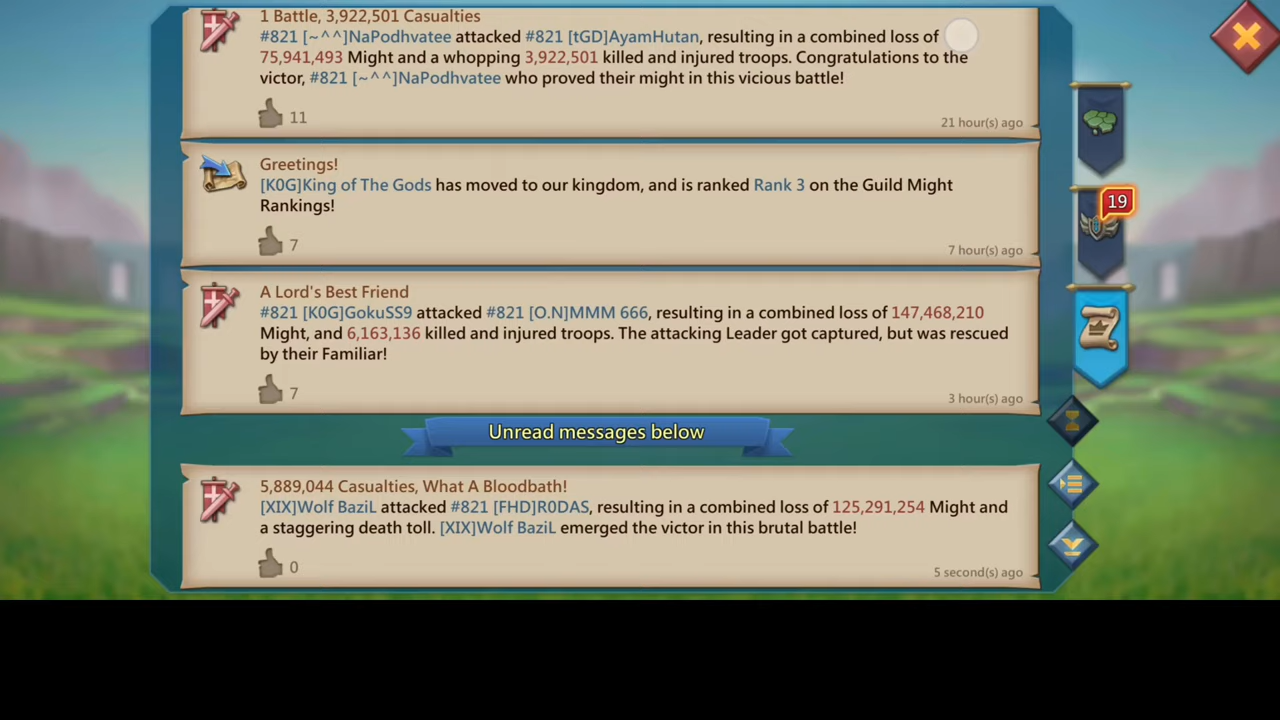 1 Battle, 3,922,501 Casualties
#821 [~^^]NaPodhvatee attacked #821 [tGD]AyamHutan, resulting in a combined loss of
75,941,493 Might and a whopping 3,922,501 killed and injured troops. Congratulations to the
victor, #821 [~^^]NaPodhvatee who proved their might in this vicious battle!
11
21 hour(s) ago
Greetings!
[K0G]King of The Gods has moved to our kingdom, and is ranked Rank 3 on the Guild Might
Rankings!
7
7 hour(s) ago
19
A Lord's Best Friend
#821 [K0G]GokuSS9 attacked #821 [O.N]MMM 666, resulting in a combined loss of 147,468,210
Might, and 6,163,136 killed and injured troops. The attacking Leader got captured, but was rescued
by their Familiar!
7
3 hour(s) ago
Unread messages below
5,889,044 Casualties, What A Bloodbath!
[XIX]Wolf BaziL attacked #821 [FHD]R0DAS, resulting in a combined loss of 125,291,254 Might and
a staggering death toll. [XIX]Wolf BaziL emerged the victor in this brutal battle!
0
5 second(s) ago